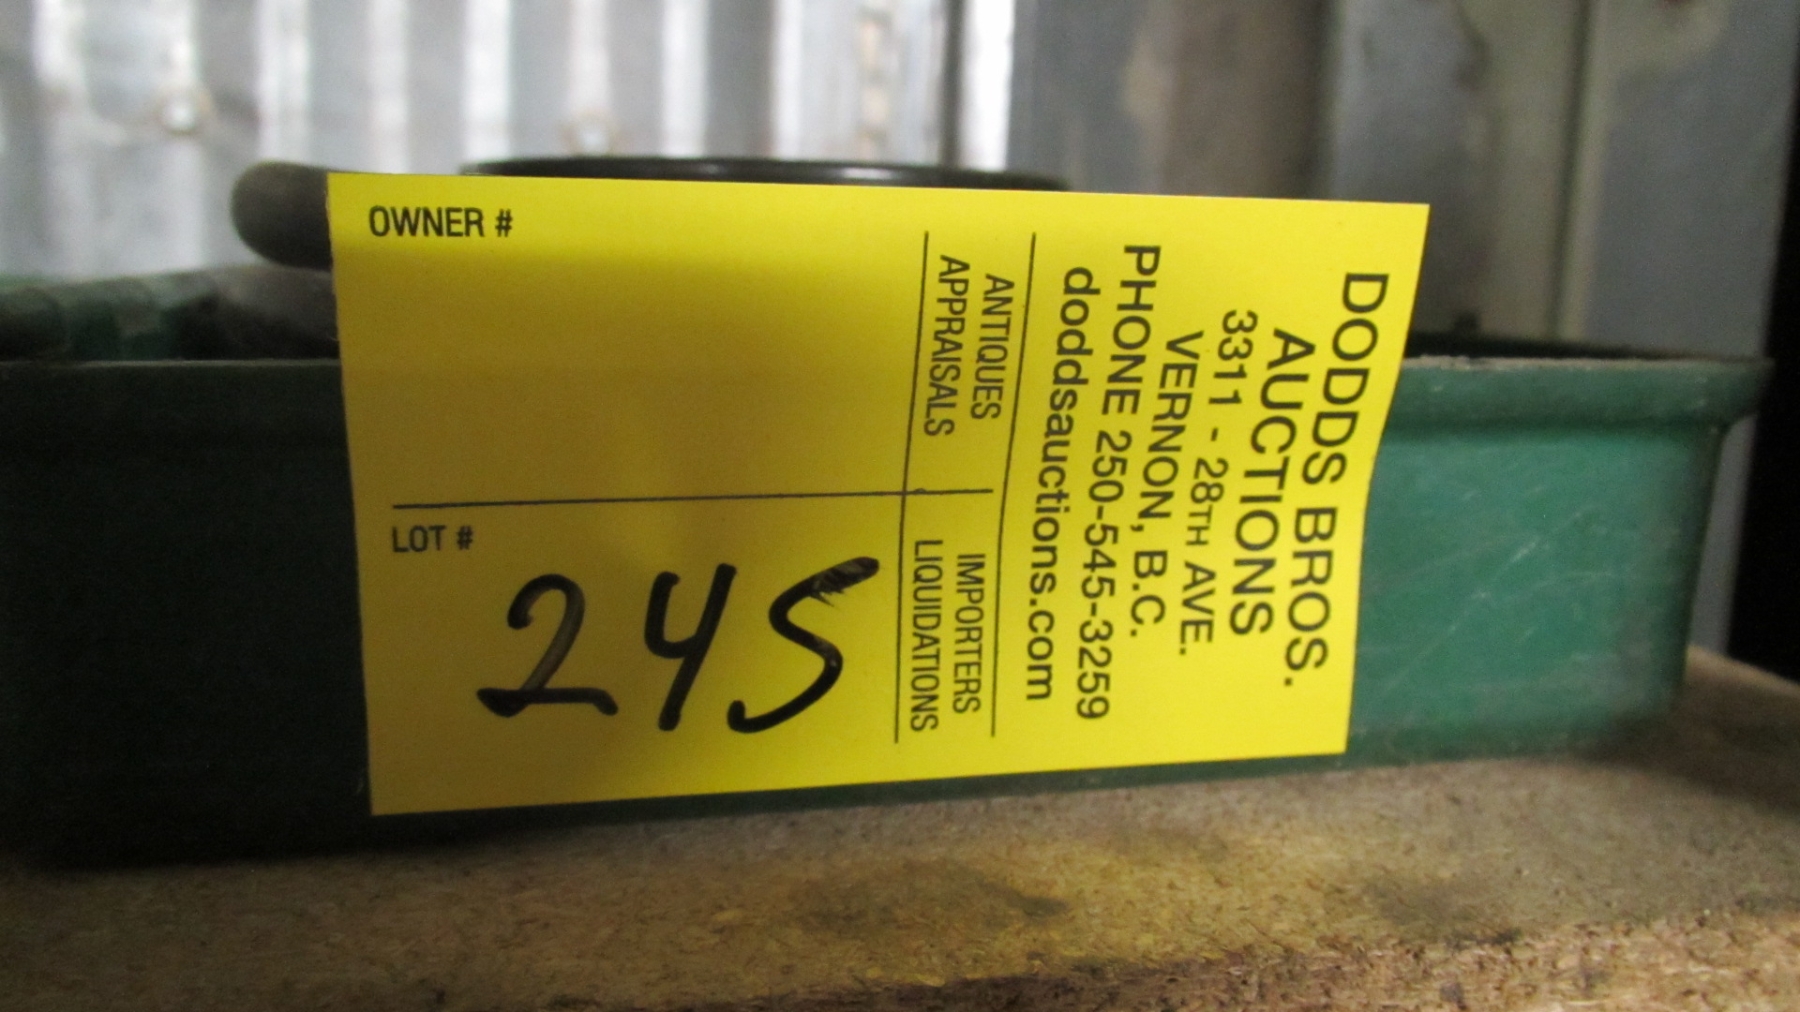 DODDS BROS.
AUCTIONS
3311 - 28TH AVE.
VERNON, B.C.
PHONE 250-545-3259
doddsauctions.com
ANTIQUES
APPRAISALS
IMPORTERS
LIQUIDATIONS
OWNER #
LOT #
245